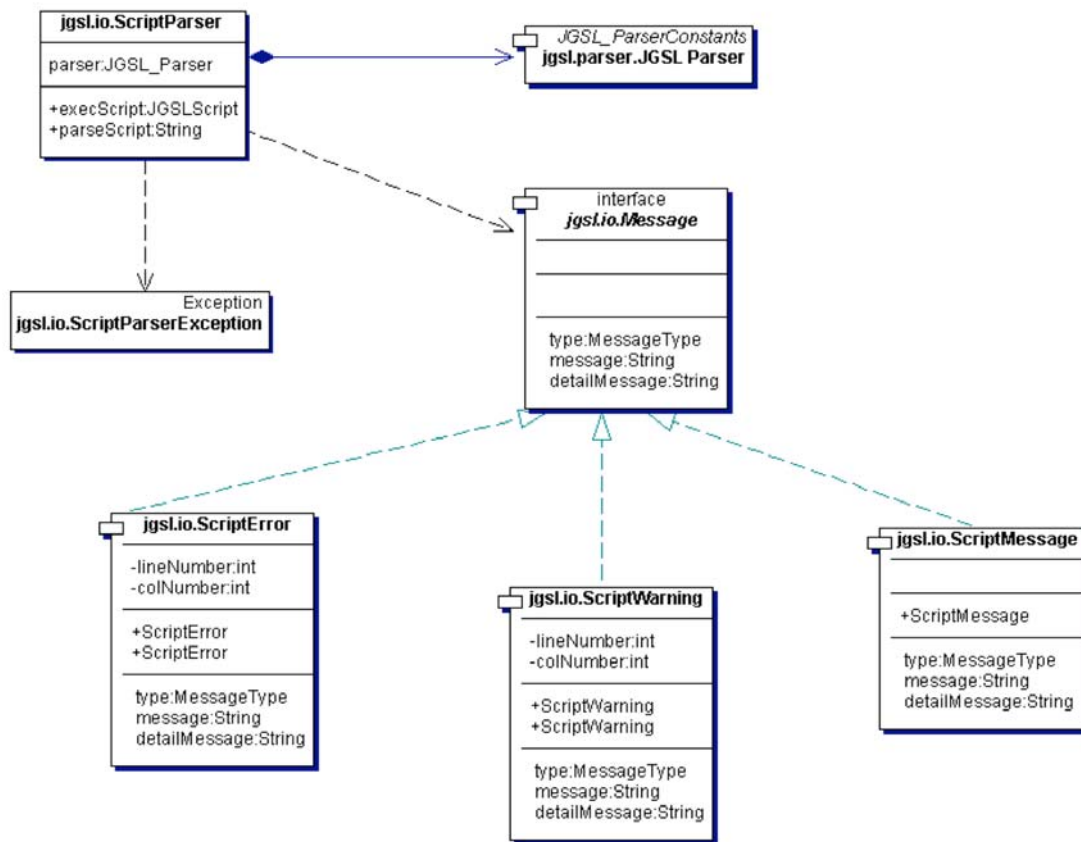 jgsl.io.ScriptParser
parser:JGSL_Parser
+execScript:JGSLScript
+parseScript:String
JGSL_ParserConstants
jgsl.parser.JGSL Parser
interface
jgsl.io.Message
type:MessageType
message:String
detailMessage:String
Exception
jgsl.io.ScriptParserException
jgsl.io.ScriptError
-lineNumber:int
-colNumber:int
+ScriptError
+ScriptError
type:MessageType
message:String
detailMessage:String
jgsl.io.ScriptWarning
-lineNumber:int
-colNumber:int
+ScriptWarning
+ScriptWarning
type:MessageType
message:String
detailMessage:String
jgsl.io.ScriptMessage
+ScriptMessage
type:MessageType
message:String
detailMessage:String